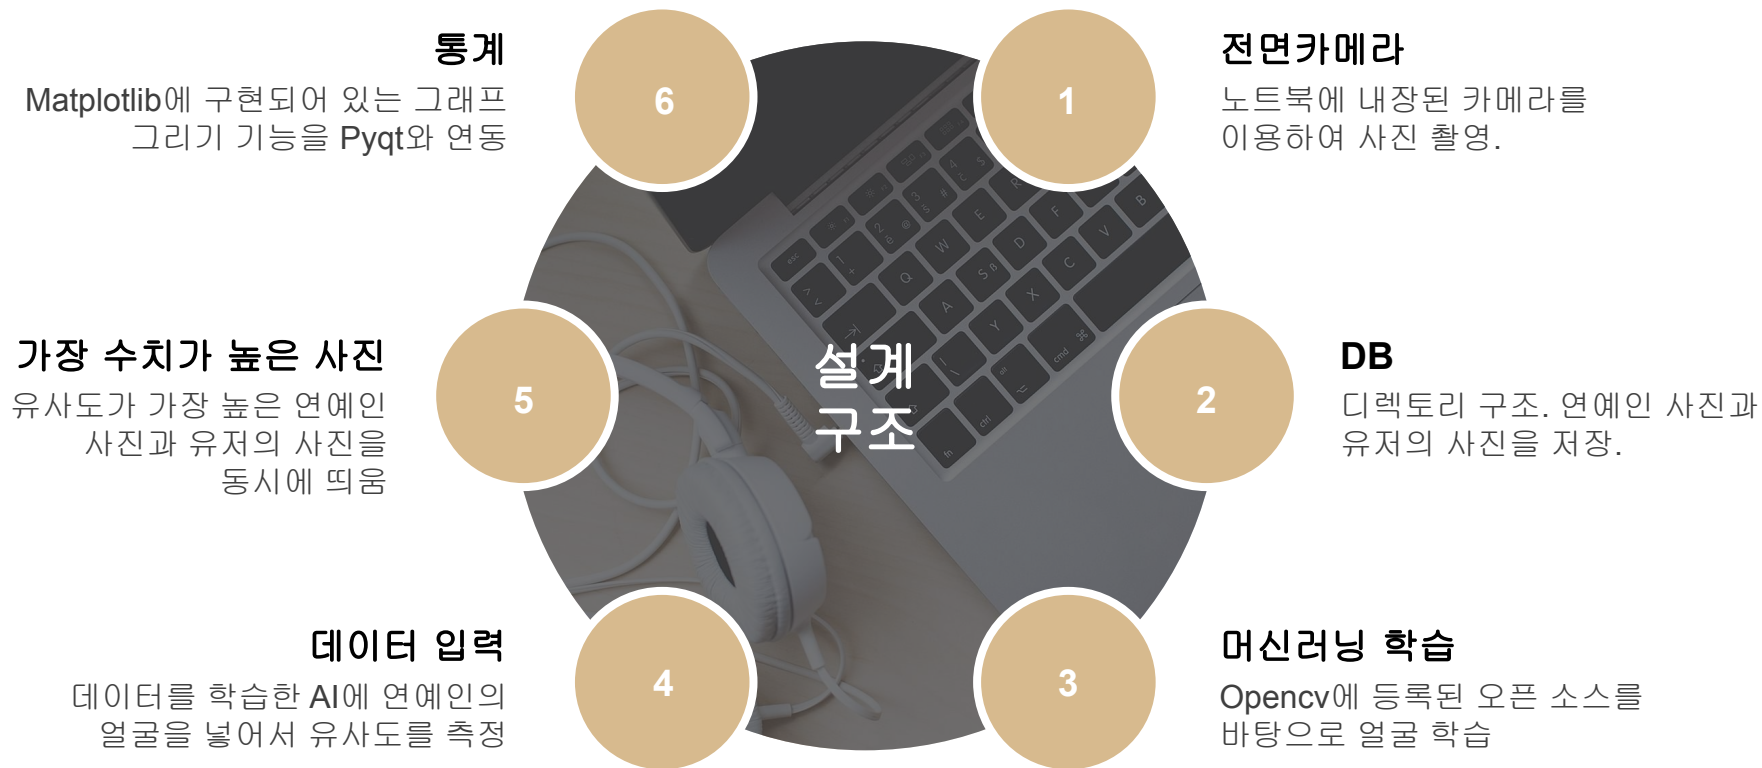 통계
Matplotlib에 구현되어 있는 그래프
그리기 기능을 Pyqt와 연동
6
1
전면카메라
노트북에 내장된 카메라를
이용하여 사진 촬영.
가장 수치가 높은 사진
유사도가 가장 높은 연예인
사진과 유저의 사진을
동시에 띄움
5
설계
구조
2
DB
디렉토리 구조. 연예인 사진과
유저의 사진을 저장.
데이터 입력
데이터를 학습한 AI에 연예인의
얼굴을 넣어서 유사도를 측정
4
3
머신러닝 학습
Opencv에 등록된 오픈 소스를
바탕으로 얼굴 학습